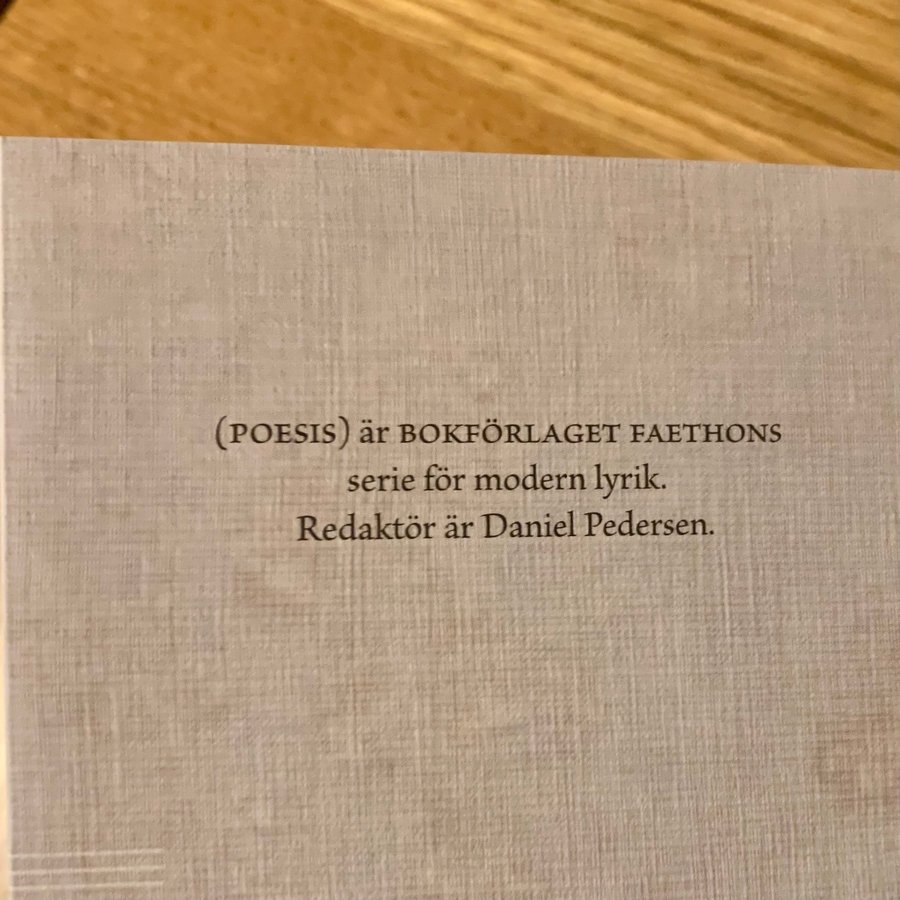 (POESIS) är BOKFÖRLAGET FAETHONS
serie för modern lyrik.
Redaktör är Daniel Pedersen.